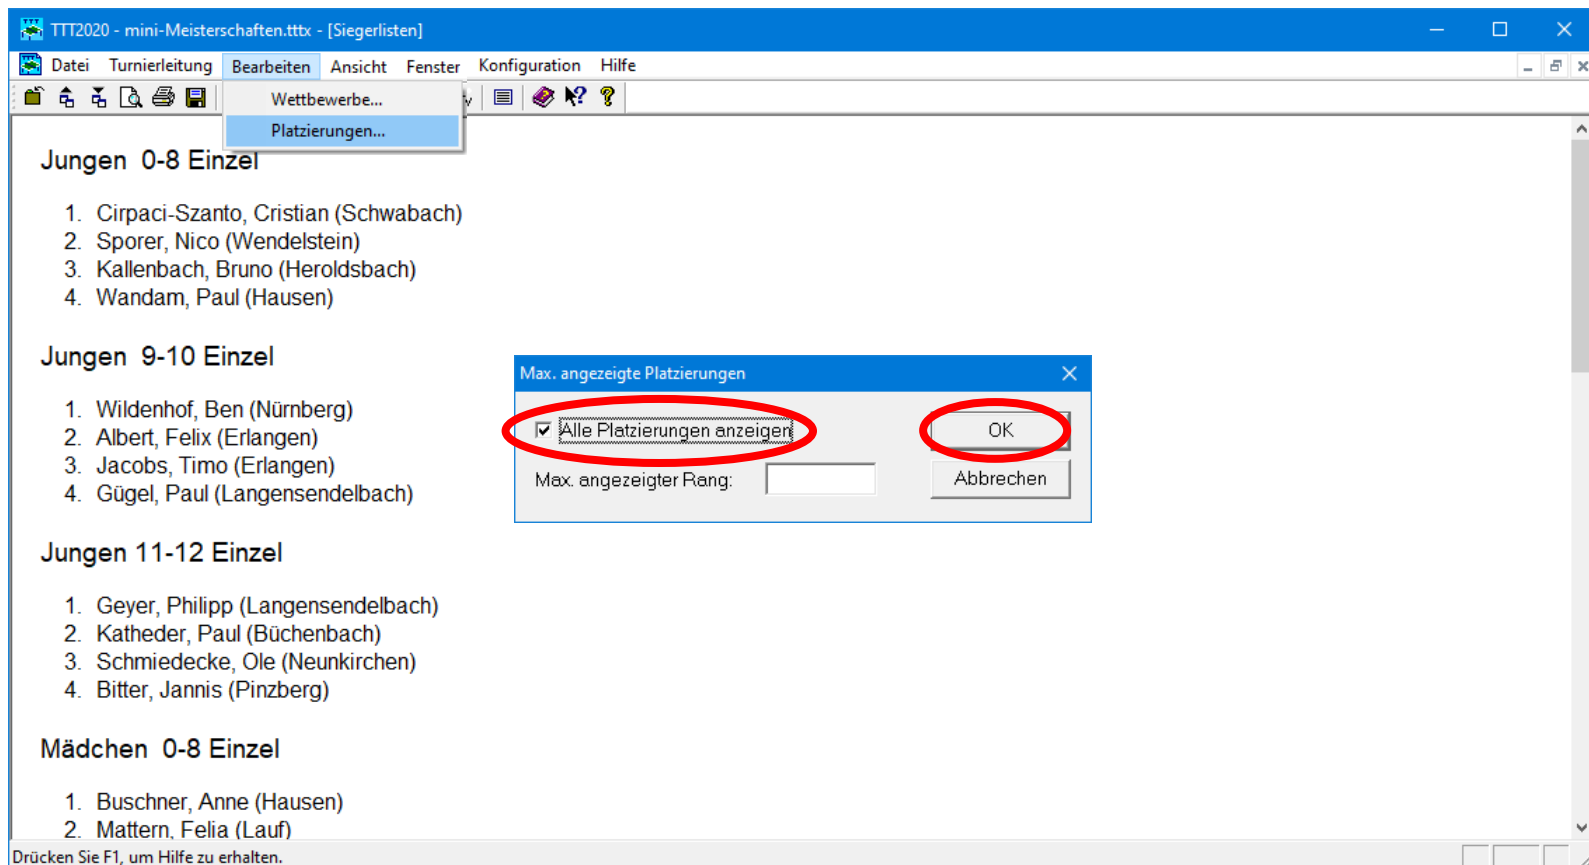 TTT2020 - mini-Meisterschaften.tttx - [Siegerlisten]
Datei Turnierleitung Bearbeiten Ansicht Fenster Konfiguration Hilfe
Wettbewerbe...
Platzierungen...
Jungen 0-8 Einzel
1. Cirpaci-Szanto, Cristian (Schwabach)
2. Sporer, Nico (Wendelstein)
3. Kallenbach, Bruno (Heroldsbach)
4. Wandam, Paul (Hausen)
Jungen 9-10 Einzel
1. Wildenhof, Ben (Nürnberg)
2. Albert, Felix (Erlangen)
3. Jacobs, Timo (Erlangen)
4. Gügel, Paul (Langensendelbach)
Max. angezeigte Platzierungen
Alle Platzierungen anzeigen
OK
Max. angezeigter Rang:
Abbrechen
Jungen 11-12 Einzel
1. Geyer, Philipp (Langensendelbach)
2. Katheder, Paul (Büchenbach)
3. Schmiedecke, Ole (Neunkirchen)
4. Bitter, Jannis (Pinzberg)
Mädchen 0-8 Einzel
1. Buschner, Anne (Hausen)
2. Mattern, Felia (Lauf)
Drücken Sie F1, um Hilfe zu erhalten.